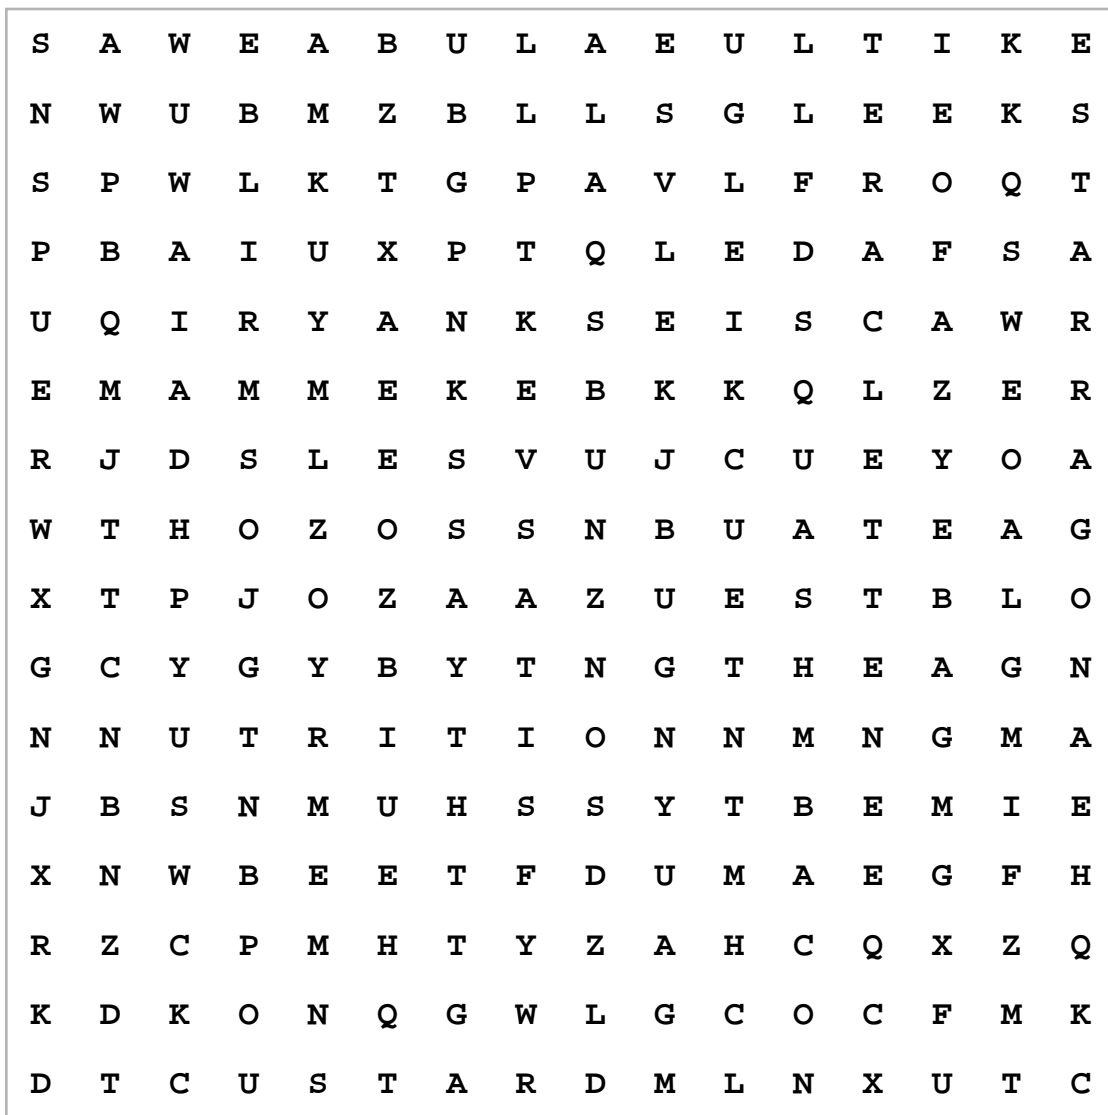 S A W E A B U L A E U L T I K E
N W U B M Z B L L S G L E E K S
S P W L K T G P A V L F R O Q T
P B A I U X P T Q L E D A F S A
U Q I R Y A N K S E I S C A W R
E M A M M E K E B K K Q L Z E R
R J D S L E S V U J C U E Y O A
W T H O Z O S S N B U A T E A G
X T P J O Z A A Z U E S T B L O
G C Y G Y B Y T N G T H E A G N
N N U T R I T I O N N M N G M A
J B S N M U H S S Y T B E M I E
X N W B E E T F D U M A E G F H
R Z C P M H T Y Z A H C Q X Z Q
K D K O N Q G W L G C O C F M K
D T C U S T A R D M L N X U T C